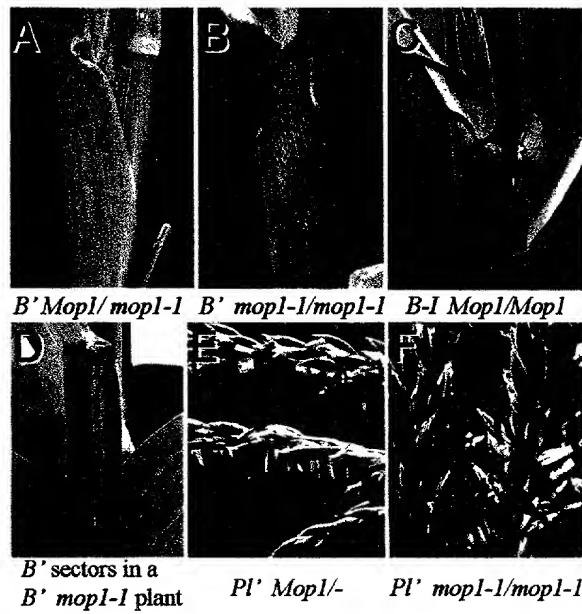 A B C
B' Mop1/ mop1-1 B' mop1-1/mop1-1 B-I Mop1/Mop1
D E F
B' sectors in a
B' mop1-1 plant
Pl' Mop1/- Pl' mop1-1/mop1-1